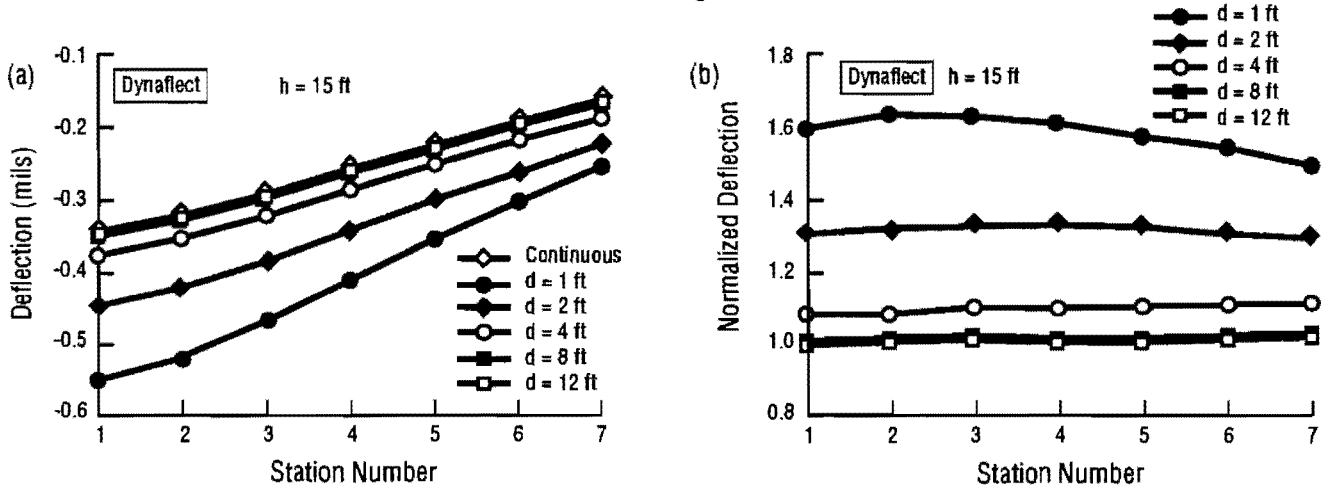 (a)
Deflection (mils)
-0.1
-0.2
-0.3
-0.4
-0.5
-0.6
Dynaflect
h = 15 ft
Continuous
d = 1 ft
d = 2 ft
d = 4 ft
d = 8 ft
d = 12 ft
1 2 3 4 5 6 7
Station Number
(b)
Normalized Deflection
1.8
1.6
1.4
1.2
1.0
0.8
Dynaflect
h = 15 ft
d = 1 ft
d = 2 ft
d = 4 ft
d = 8 ft
d = 12 ft
1 2 3 4 5 6 7
Station Number